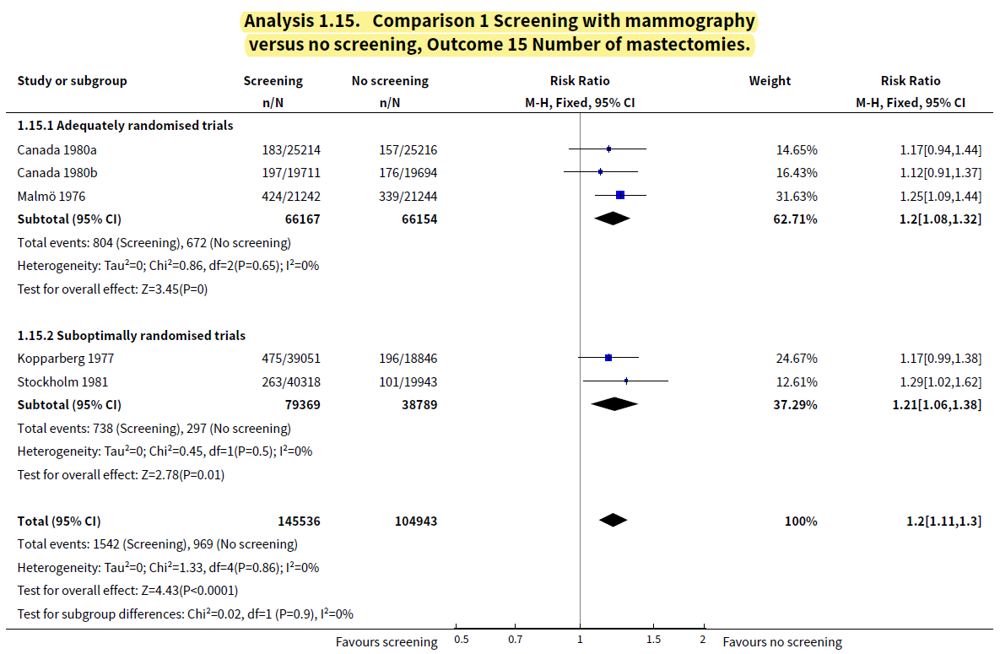 Analysis 1.15. Comparison 1 Screening with mammography
versus no screening, Outcome 15 Number of mastectomies.
Study or subgroup Screening No screening Risk Ratio Weight Risk Ratio
n/N n/N M-H, Fixed, 95% CI M-H, Fixed, 95% CI
1.15.1 Adequately randomised trials
Canada 1980a 183/25214 157/25216 14.65% 1.17[0.94,1.44]
Canada 1980b 197/19711 176/19694 16.43% 1.12[0.91,1.37]
Malmö 1976 424/21242 339/21244 31.63% 1.25[1.09,1.44]
Subtotal (95% CI) 66167 66154 62.71% 1.2[1.08,1.32]
Total events: 804 (Screening), 672 (No screening)
Heterogeneity: Tau²=0; Chi²=0.86, df=2(P=0.65); I²=0%
Test for overall effect: Z=3.45(P=0)
1.15.2 Suboptimally randomised trials
Kopparberg 1977 475/39051 196/18846 24.67% 1.17[0.99,1.38]
Stockholm 1981 263/40318 101/19943 12.61% 1.29[1.02,1.62]
Subtotal (95% CI) 79369 38789 37.29% 1.21[1.06,1.38]
Total events: 738 (Screening), 297 (No screening)
Heterogeneity: Tau²=0; Chi²=0.45, df=1(P=0.5); I²=0%
Test for overall effect: Z=2.78(P=0.01)
Total (95% CI) 145536 104943 100% 1.2[1.11,1.3]
Total events: 1542 (Screening), 969 (No screening)
Heterogeneity: Tau²=0; Chi²=1.33, df=4(P=0.86); I²=0%
Test for overall effect: Z=4.43(P<0.0001)
Test for subgroup differences: Chi²=0.02, df=1 (P=0.9), I²=0%
Favours screening 0.5 0.7 1 1.5 2 Favours no screening